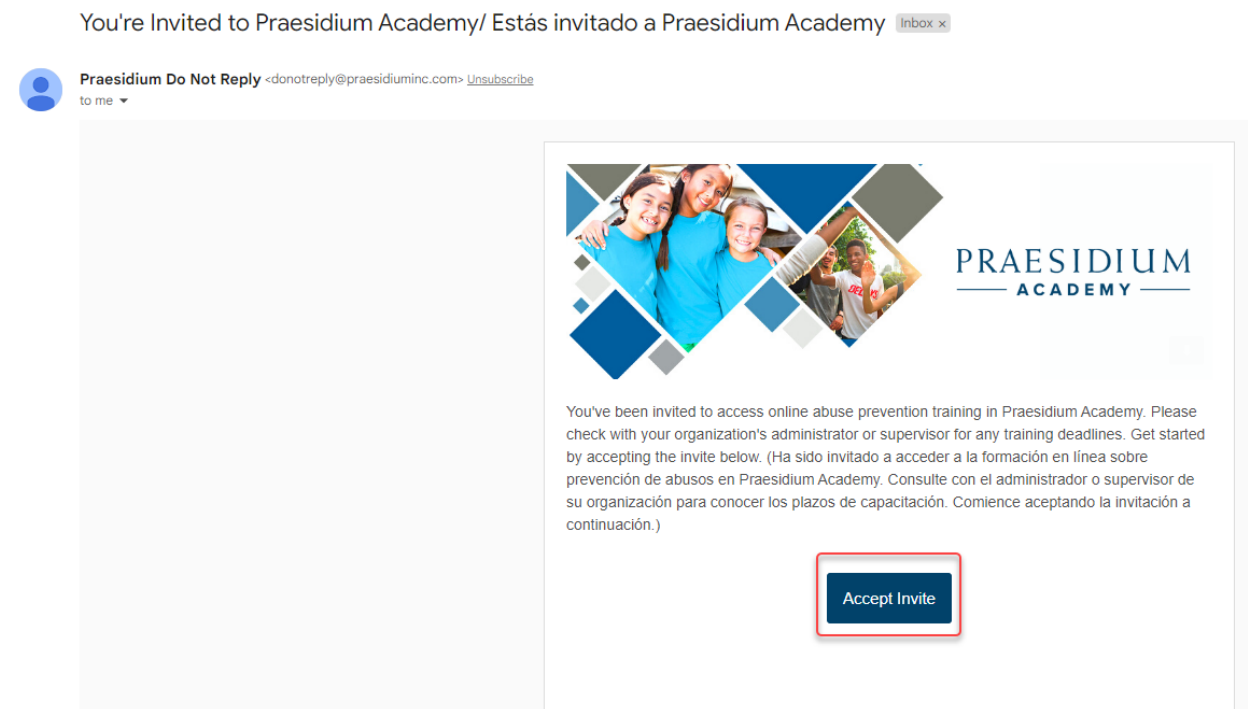 You're Invited to Praesidium Academy/ Estás invitado a Praesidium Academy Inbox ×
Praesidium Do Not Reply <donotreply@praesidiuminc.com> Unsubscribe
to me
PRAESIDIUM
ACADEMY
You've been invited to access online abuse prevention training in Praesidium Academy. Please
check with your organization's administrator or supervisor for any training deadlines. Get started
by accepting the invite below. (Ha sido invitado a acceder a la formación en línea sobre
prevención de abusos en Praesidium Academy. Consulte con el administrador o supervisor de
su organización para conocer los plazos de capacitación. Comience aceptando la invitación a
continuación.)
Accept Invite